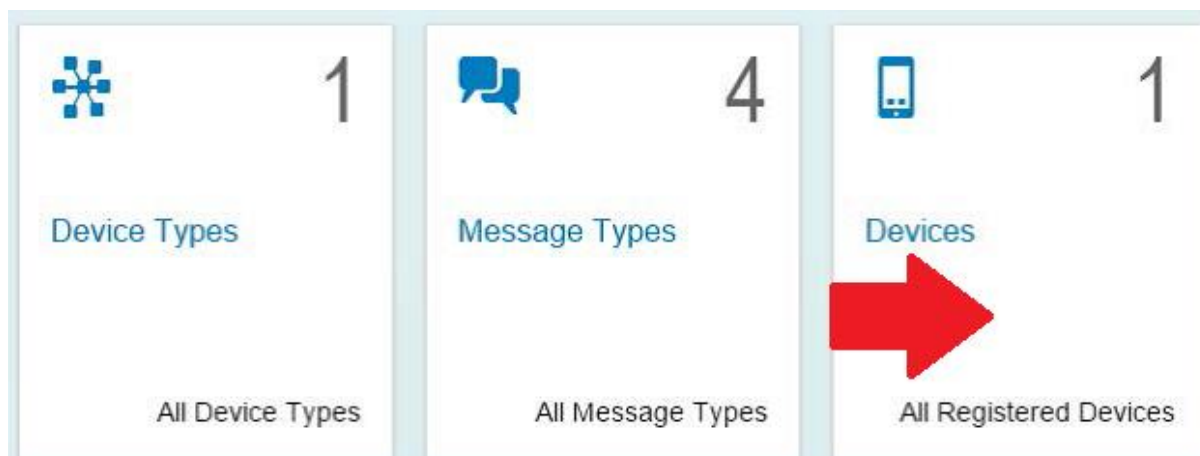 1
4
1
Device Types
Message Types
Devices
All Device Types
All Message Types
All Registered Devices